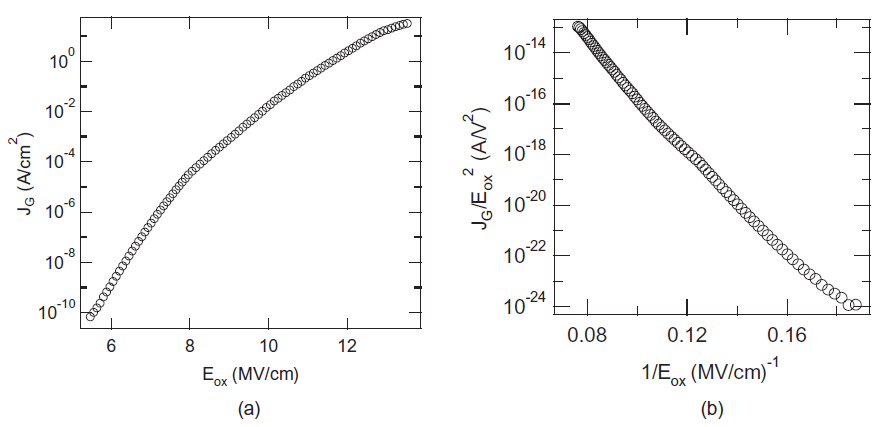 10^0
10^-2
10^-4
10^-6
10^-8
10^-10
J_G (A/cm^2)
6 8 10 12
E_ox (MV/cm)
(a)
10^-14
10^-16
10^-18
10^-20
10^-22
10^-24
J_G/E_ox^2 (A/V^2)
0.08 0.12 0.16
1/E_ox (MV/cm)^-1
(b)